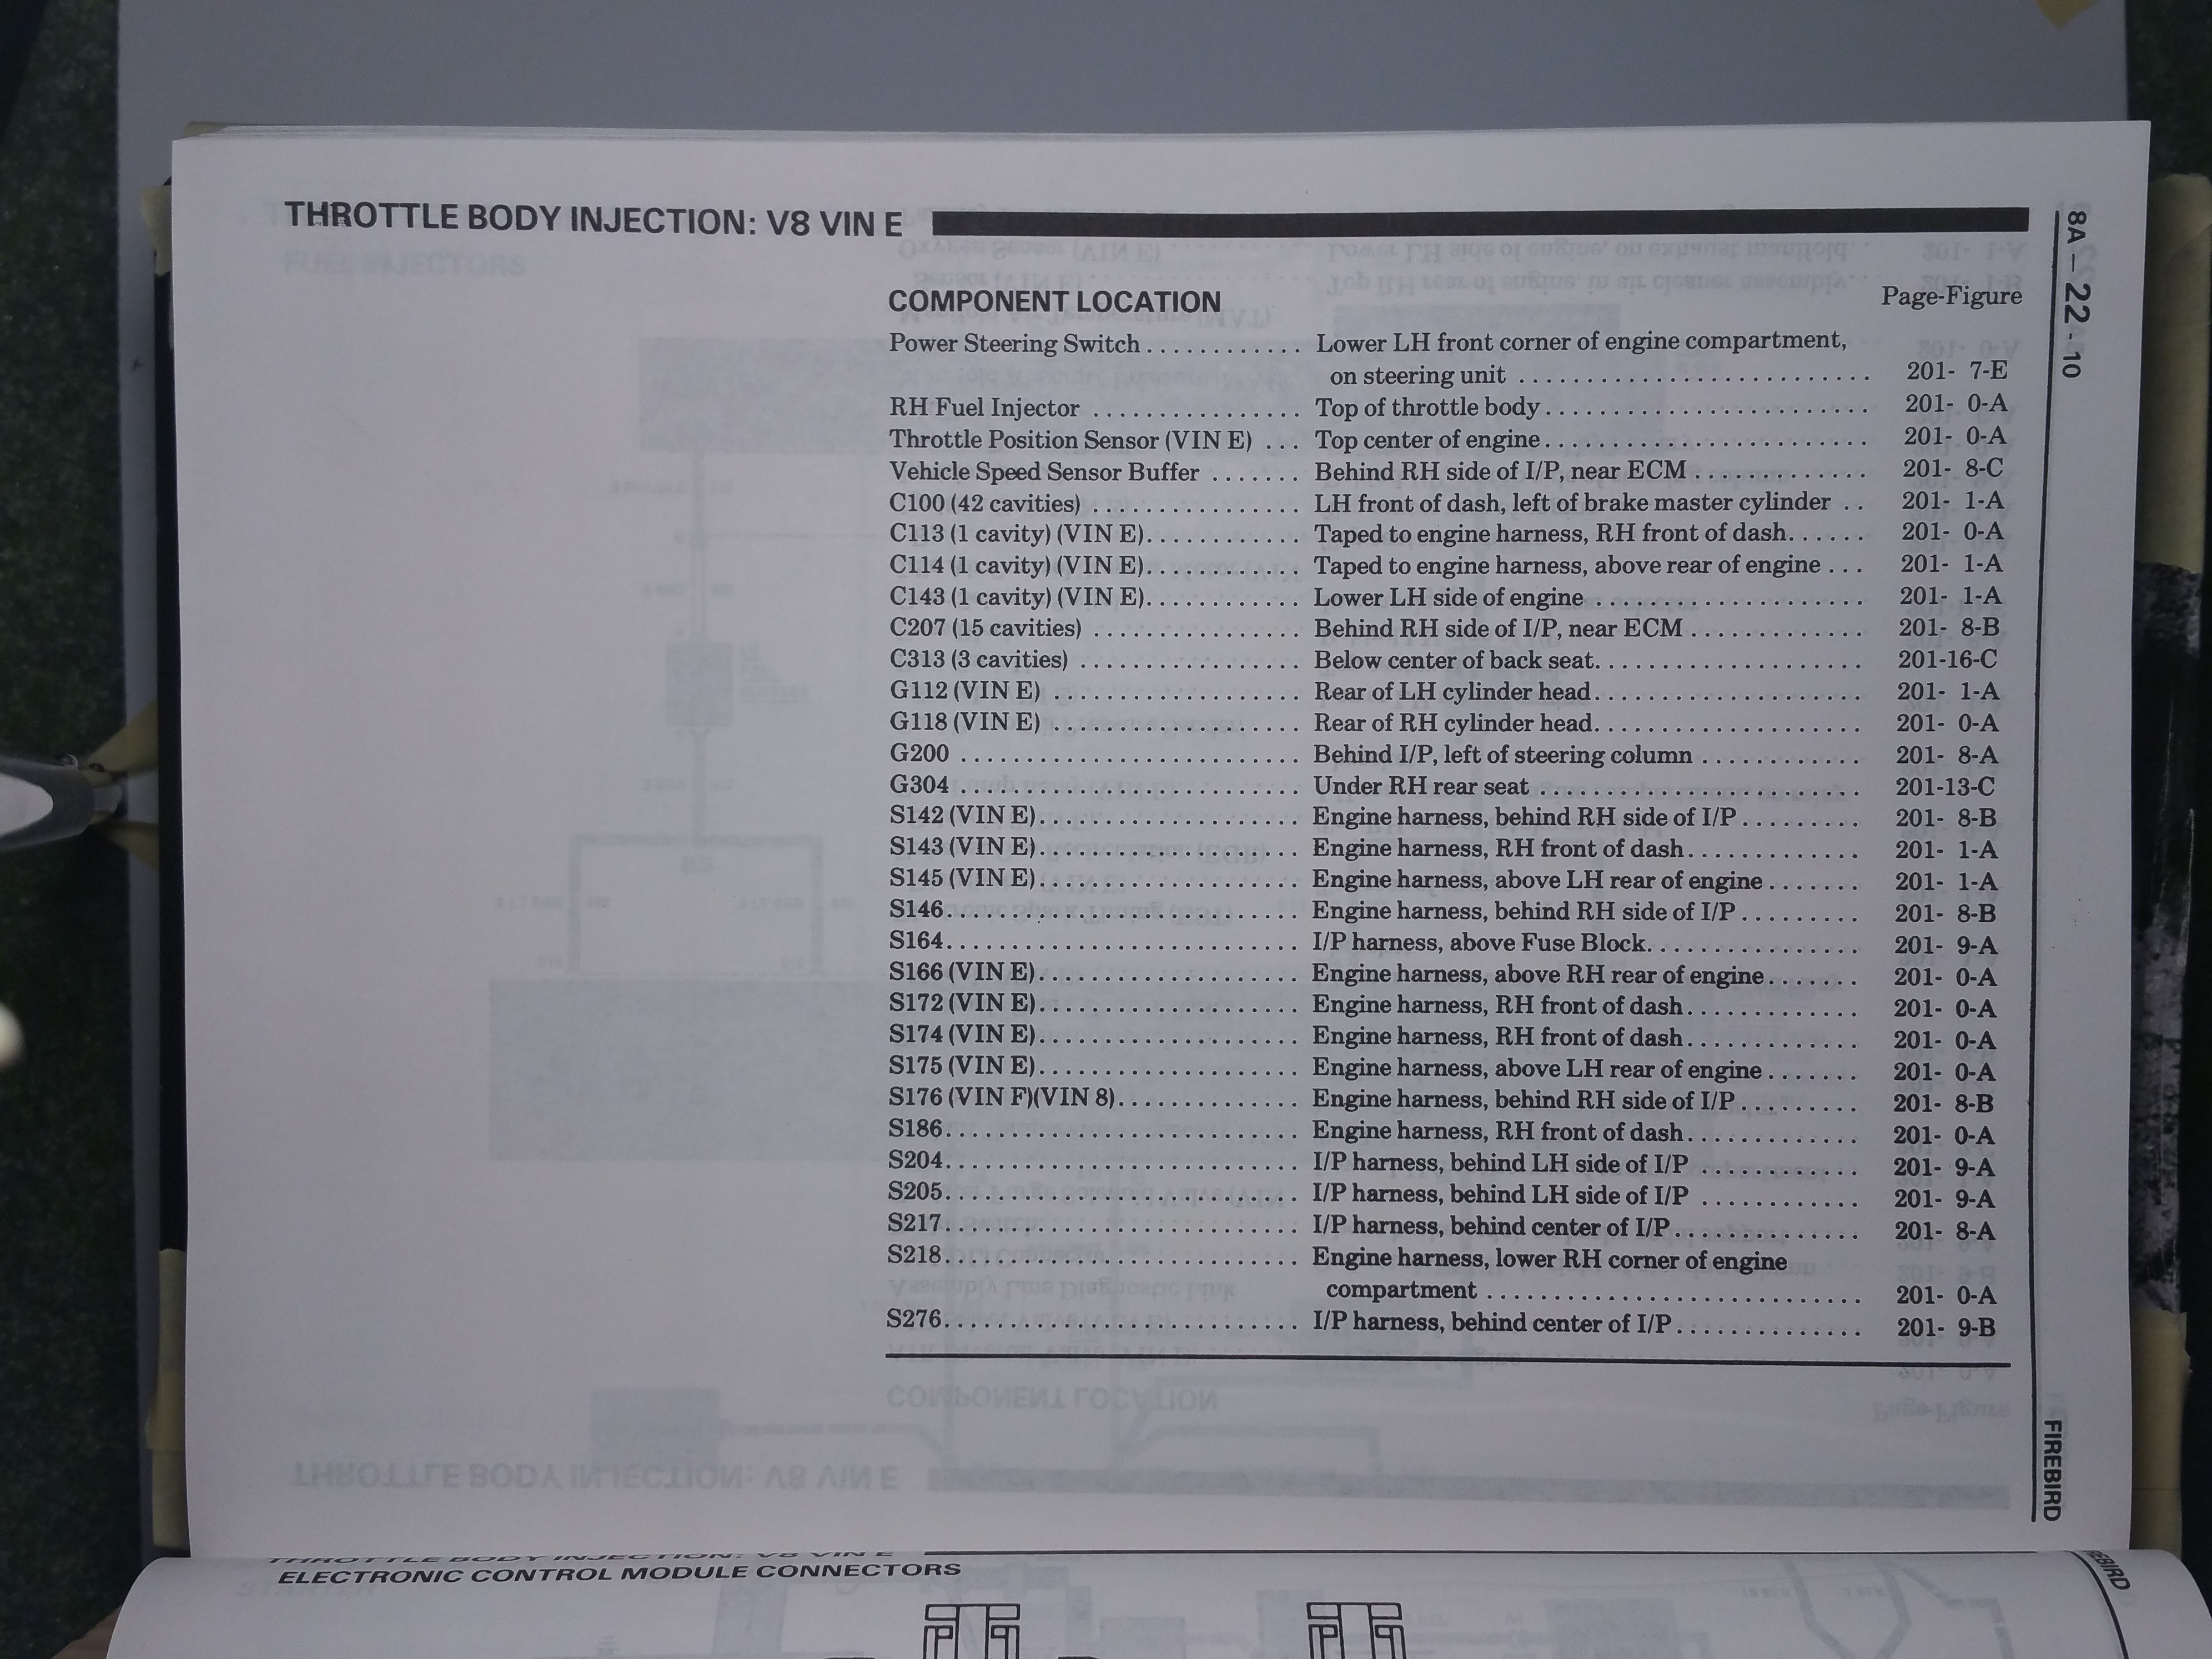 THROTTLE BODY INJECTION: V8 VIN E
8A - 22 - 10
COMPONENT LOCATION Page-Figure
Power Steering Switch ............ Lower LH front corner of engine compartment,
on steering unit ........................... 201- 7-E
RH Fuel Injector ................ Top of throttle body......................... 201- 0-A
Throttle Position Sensor (VIN E) ... Top center of engine......................... 201- 0-A
Vehicle Speed Sensor Buffer ....... Behind RH side of I/P, near ECM ............. 201- 8-C
C100 (42 cavities) ................ LH front of dash, left of brake master cylinder .. 201- 1-A
C113 (1 cavity) (VIN E)............ Taped to engine harness, RH front of dash...... 201- 0-A
C114 (1 cavity) (VIN E)............ Taped to engine harness, above rear of engine ... 201- 1-A
C143 (1 cavity) (VIN E)............ Lower LH side of engine ..................... 201- 1-A
C207 (15 cavities) ................ Behind RH side of I/P, near ECM ............. 201- 8-B
C313 (3 cavities) ................. Below center of back seat..................... 201-16-C
G112 (VIN E) ................... Rear of LH cylinder head..................... 201- 1-A
G118 (VIN E) ................... Rear of RH cylinder head..................... 201- 0-A
G200 .......................... Behind I/P, left of steering column ............ 201- 8-A
G304 .......................... Under RH rear seat ......................... 201-13-C
S142 (VIN E).................... Engine harness, behind RH side of I/P ......... 201- 8-B
S143 (VIN E).................... Engine harness, RH front of dash............. 201- 1-A
S145 (VIN E).................... Engine harness, above LH rear of engine ....... 201- 1-A
S146........................... Engine harness, behind RH side of I/P ......... 201- 8-B
S164........................... I/P harness, above Fuse Block................. 201- 9-A
S166 (VIN E).................... Engine harness, above RH rear of engine....... 201- 0-A
S172 (VIN E).................... Engine harness, RH front of dash............. 201- 0-A
S174 (VIN E).................... Engine harness, RH front of dash............. 201- 0-A
S175 (VIN E).................... Engine harness, above LH rear of engine ....... 201- 0-A
S176 (VIN F)(VIN 8).............. Engine harness, behind RH side of I/P......... 201- 8-B
S186........................... Engine harness, RH front of dash............. 201- 0-A
S204........................... I/P harness, behind LH side of I/P ............ 201- 9-A
S205........................... I/P harness, behind LH side of I/P ............ 201- 9-A
S217........................... I/P harness, behind center of I/P .............. 201- 8-A
S218........................... Engine harness, lower RH corner of engine
compartment ............................. 201- 0-A
S276........................... I/P harness, behind center of I/P.............. 201- 9-B
FIREBIRD
THROTTLE BODY INJECTION: V8 VIN E
ELECTRONIC CONTROL MODULE CONNECTORS